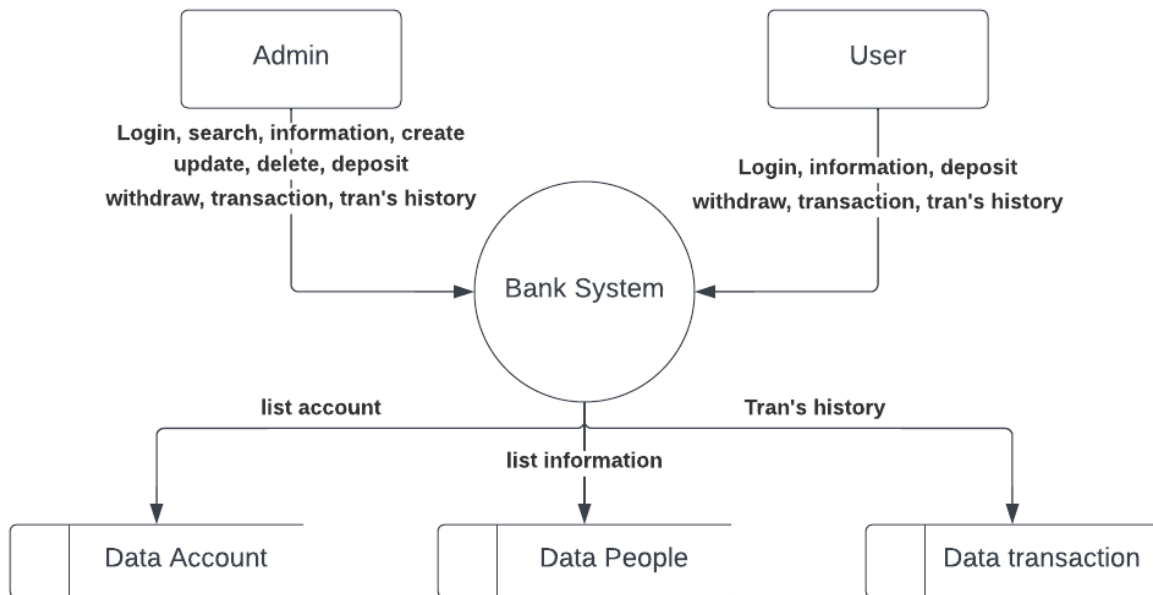 Admin
User
Login, search, information, create
update, delete, deposit
withdraw, transaction, tran's history
Login, information, deposit
withdraw, transaction, tran's history
Bank System
list account
Tran's history
list information
Data Account
Data People
Data transaction